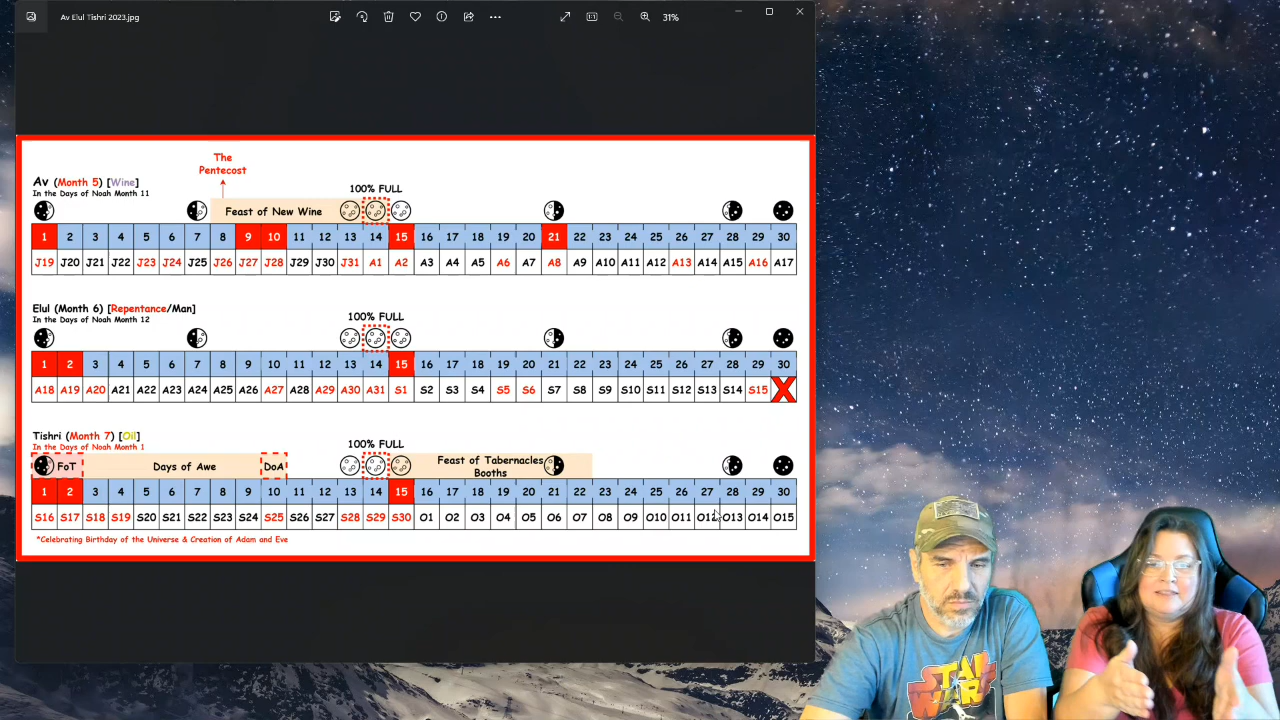 Av Elul Tishri 2023.jpg
31%
The
Pentecost
Av (Month 5) [Wine]
In the Days of Noah Month 11
100% FULL
Feast of New Wine
1 2 3 4 5 6 7 8 9 10 11 12 13 14 15 16 17 18 19 20 21 22 23 24 25 26 27 28 29 30
J19 J20 J21 J22 J23 J24 J25 J26 J27 J28 J29 J30 J31 A1 A2 A3 A4 A5 A6 A7 A8 A9 A10 A11 A12 A13 A14 A15 A16 A17
Elul (Month 6) [Repentance/Man]
In the Days of Noah Month 12
100% FULL
1 2 3 4 5 6 7 8 9 10 11 12 13 14 15 16 17 18 19 20 21 22 23 24 25 26 27 28 29 30
A18 A19 A20 A21 A22 A23 A24 A25 A26 A27 A28 A29 A30 A31 S1 S2 S3 S4 S5 S6 S7 S8 S9 S10 S11 S12 S13 S14 S15 X
Tishri (Month 7) [Oil]
In the Days of Noah Month 1
100% FULL
FoT Days of Awe DoA Feast of Tabernacles
Booths
1 2 3 4 5 6 7 8 9 10 11 12 13 14 15 16 17 18 19 20 21 22 23 24 25 26 27 28 29 30
S16 S17 S18 S19 S20 S21 S22 S23 S24 S25 S26 S27 S28 S29 S30 O1 O2 O3 O4 O5 O6 O7 O8 O9 O10 O11 O12 O13 O14 O15
*Celebrating Birthday of the Universe & Creation of Adam and Eve
STAR
WARS